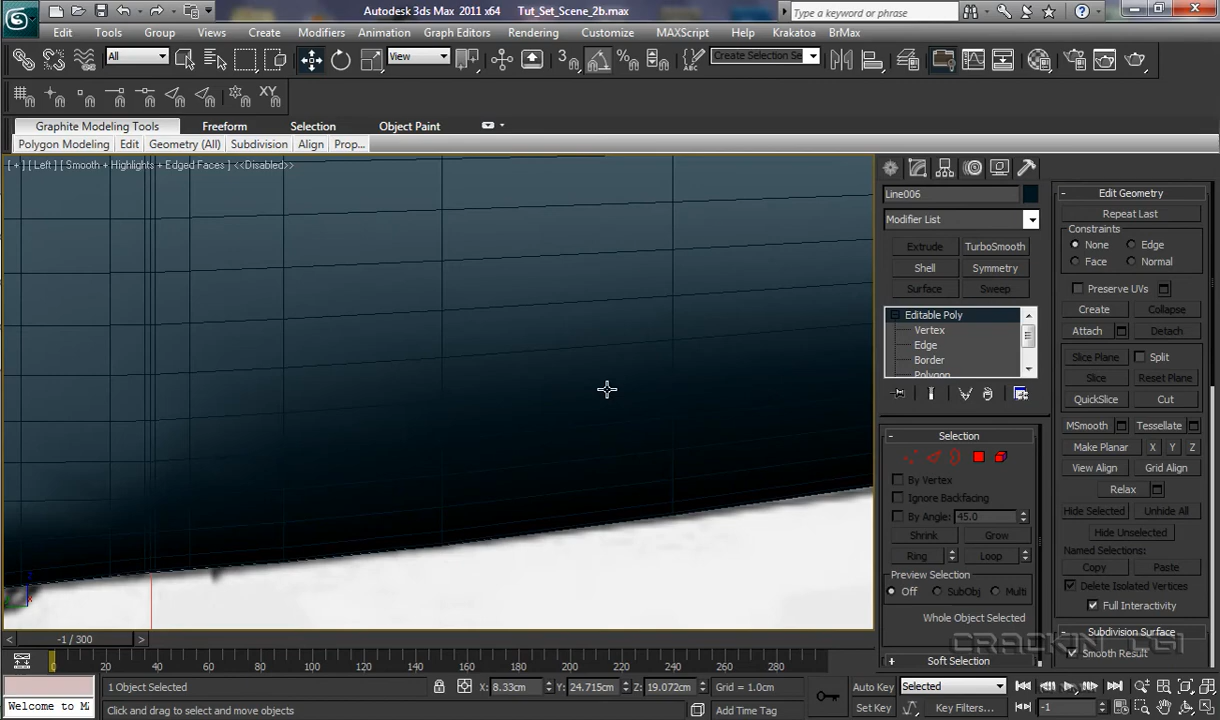 Autodesk 3ds Max 2011 x64 Tut_Set_Scene_2b.max
Type a keyword or phrase
Edit Tools Group Views Create Modifiers Animation Graph Editors Rendering Customize MAXScript Help Krakatoa BrMax
All View Create Selection Se
XY
Graphite Modeling Tools Freeform Selection Object Paint
Polygon Modeling Edit Geometry (All) Subdivision Align Prop...
[ + ] [ Left ] [ Smooth + Highlights + Edged Faces ] <<Disabled>>
Line006
Modifier List
Extrude TurboSmooth
Shell Symmetry
Surface Sweep
Editable Poly
Vertex
Edge
Border
Polygon
Selection
By Vertex
Ignore Backfacing
By Angle: 45.0
Shrink Grow
Ring Loop
Preview Selection
Off SubObj Multi
Whole Object Selected
Soft Selection
Edit Geometry
Repeat Last
Constraints
None Edge
Face Normal
Preserve UVs
Create Collapse
Attach Detach
Slice Plane Split
Slice Reset Plane
QuickSlice Cut
MSmooth Tessellate
Make Planar X Y Z
View Align Grid Align
Relax
Hide Selected Unhide All
Hide Unselected
Named Selections:
Copy Paste
Delete Isolated Vertices
Full Interactivity
Subdivision Surface
Smooth Result
CRACKIN CGI
-1 / 300
0 20 40 60 80 100 120 140 160 180 200 220 240 260 280
1 Object Selected X: 8.33cm Y: 24.715cm Z: 19.072cm Grid = 1.0cm Auto Key Selected
Welcome to M Click and drag to select and move objects Add Time Tag Set Key Key Filters... -1